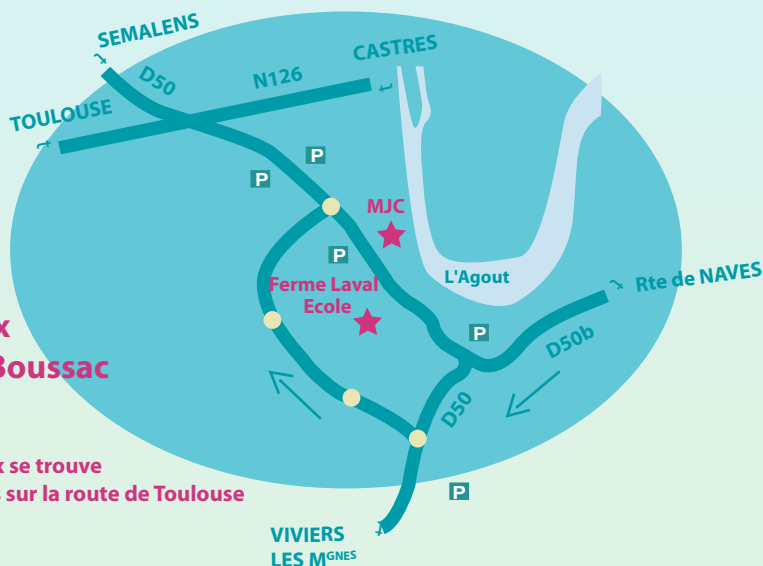 SEMALENS
D50
N126
CASTRES
TOULOUSE
P
P
MJC
P
L'Agout
Ferme Laval
Ecole
Rte de NAVES
P
D50b
Boussac
D50
x se trouve
sur la route de Toulouse
P
VIVIERS
LES MGNES